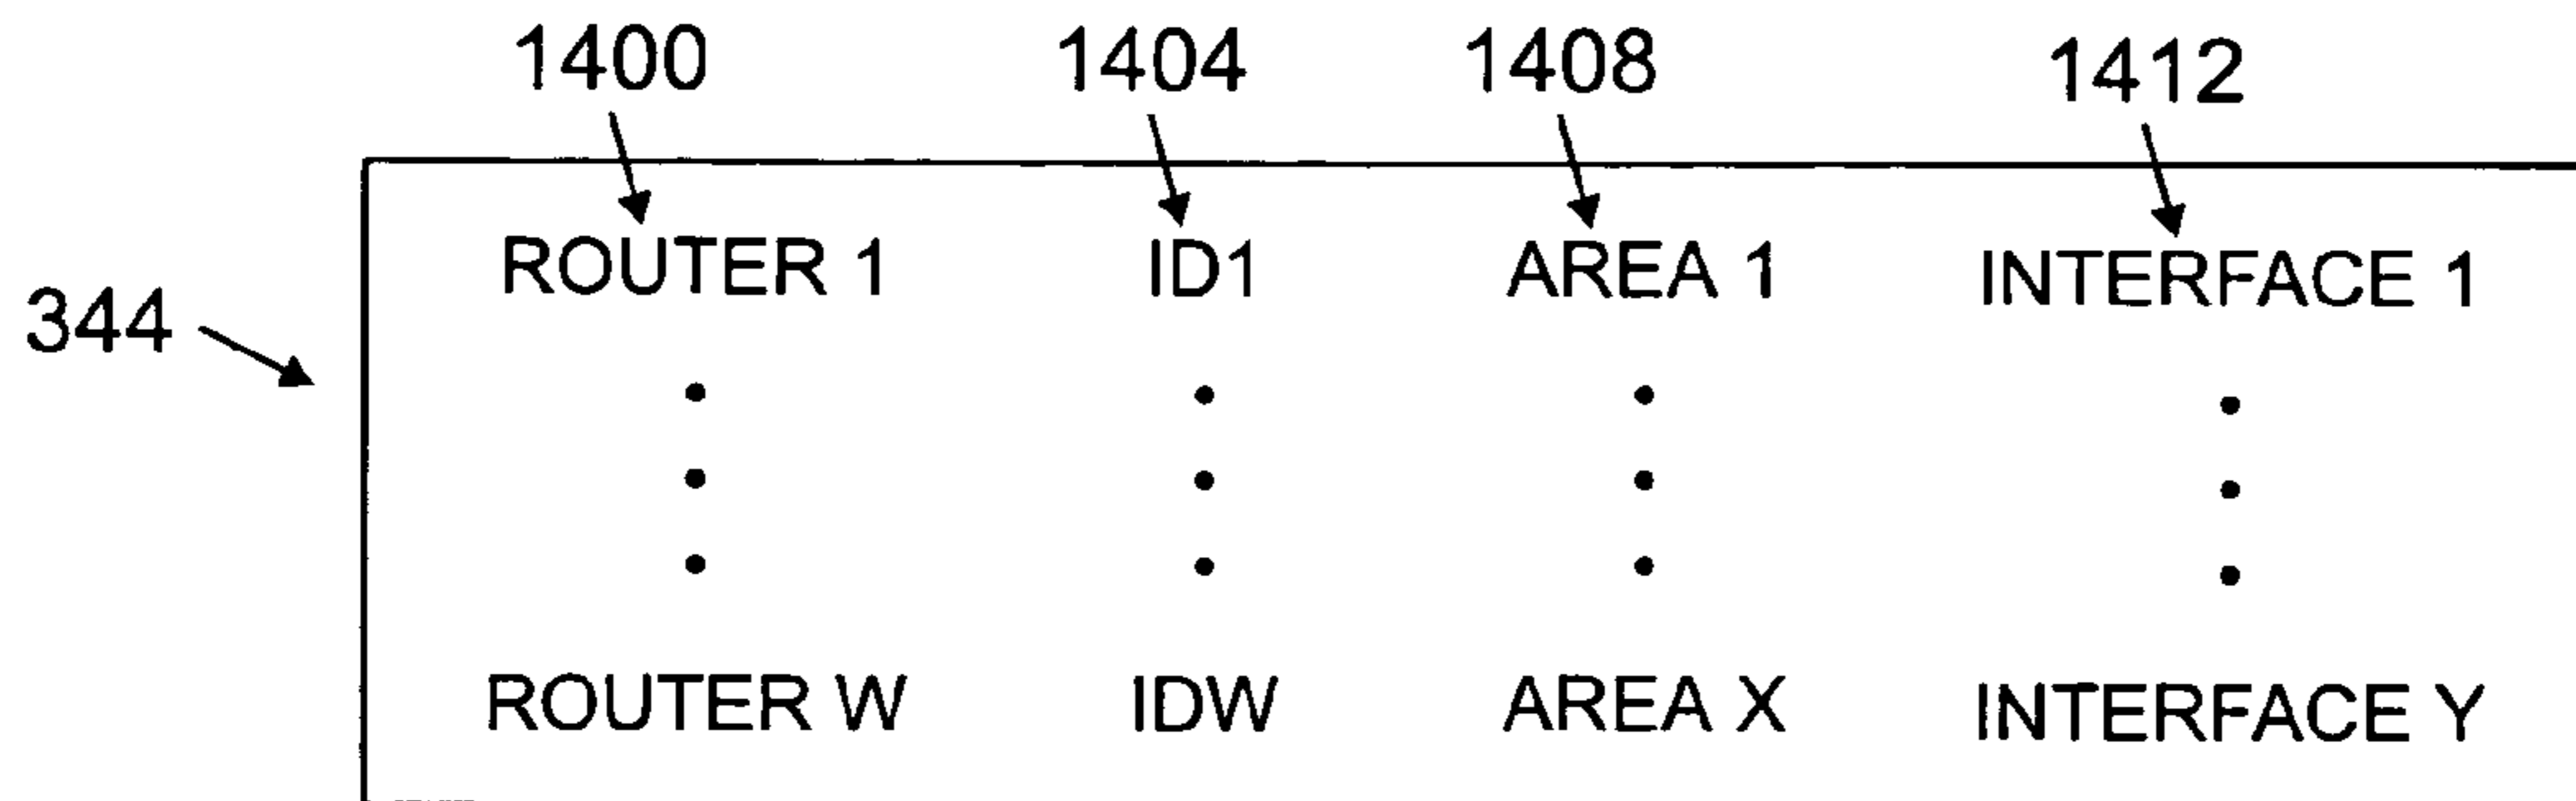 1400 1404 1408 1412
ROUTER 1 ID1 AREA 1 INTERFACE 1
344
ROUTER W IDW AREA X INTERFACE Y